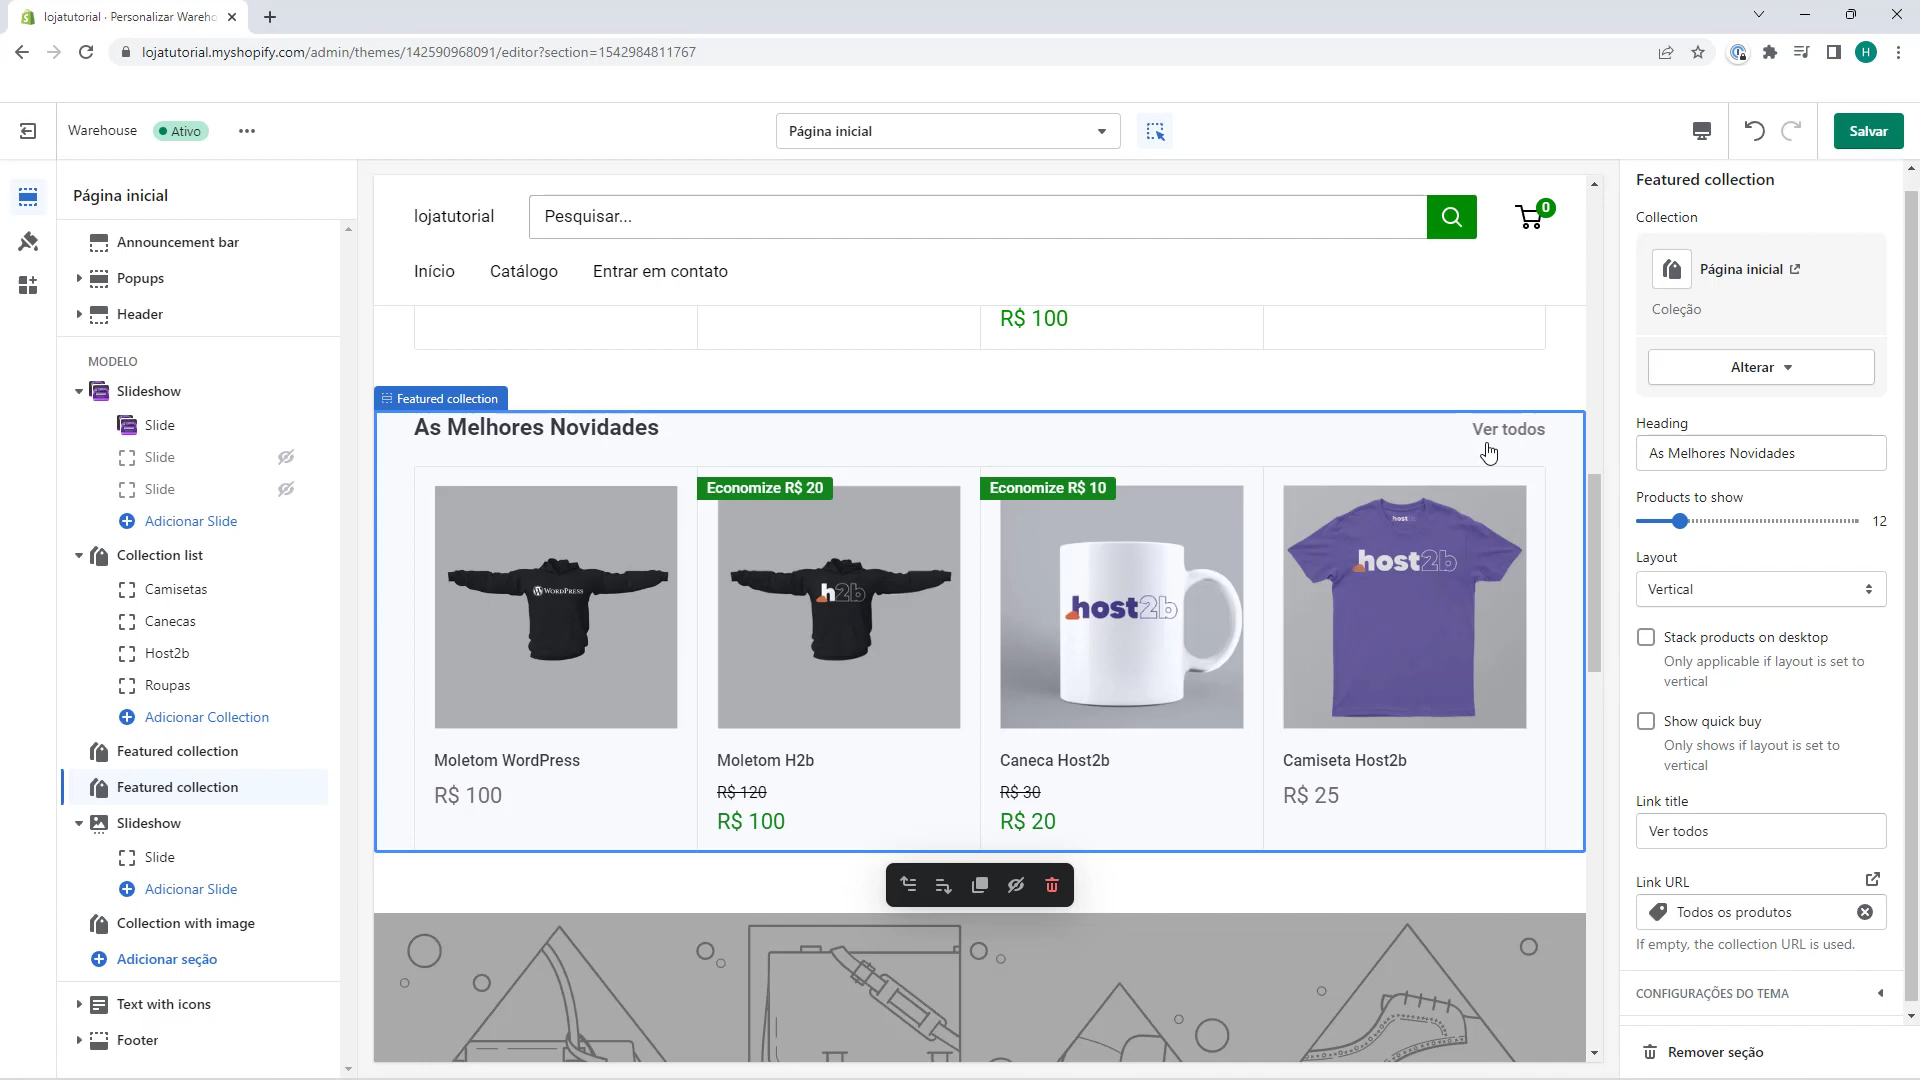 lojatutorial · Personalizar Wareho
lojatutorial.myshopify.com/admin/themes/142590968091/editor?section=1542984811767
H
Warehouse
Ativo
Página inicial
Salvar
Página inicial
Announcement bar
Popups
Header
MODELO
Slideshow
Slide
Slide
Slide
Adicionar Slide
Collection list
Camisetas
Canecas
Host2b
Roupas
Adicionar Collection
Featured collection
Featured collection
Slideshow
Slide
Adicionar Slide
Collection with image
Adicionar seção
Text with icons
Footer
lojatutorial
Pesquisar...
0
Início
Catálogo
Entrar em contato
R$ 100
Featured collection
As Melhores Novidades
Ver todos
Economize R$ 20
Economize R$ 10
WORDPRESS
h2b
host2b
host
host2b
Moletom WordPress
R$ 100
Moletom H2b
R$ 120
R$ 100
Caneca Host2b
R$ 30
R$ 20
Camiseta Host2b
R$ 25
Featured collection
Collection
Página inicial
Coleção
Alterar
Heading
As Melhores Novidades
Products to show
12
Layout
Vertical
Stack products on desktop
Only applicable if layout is set to
vertical
Show quick buy
Only shows if layout is set to
vertical
Link title
Ver todos
Link URL
Todos os produtos
If empty, the collection URL is used.
CONFIGURAÇÕES DO TEMA
Remover seção